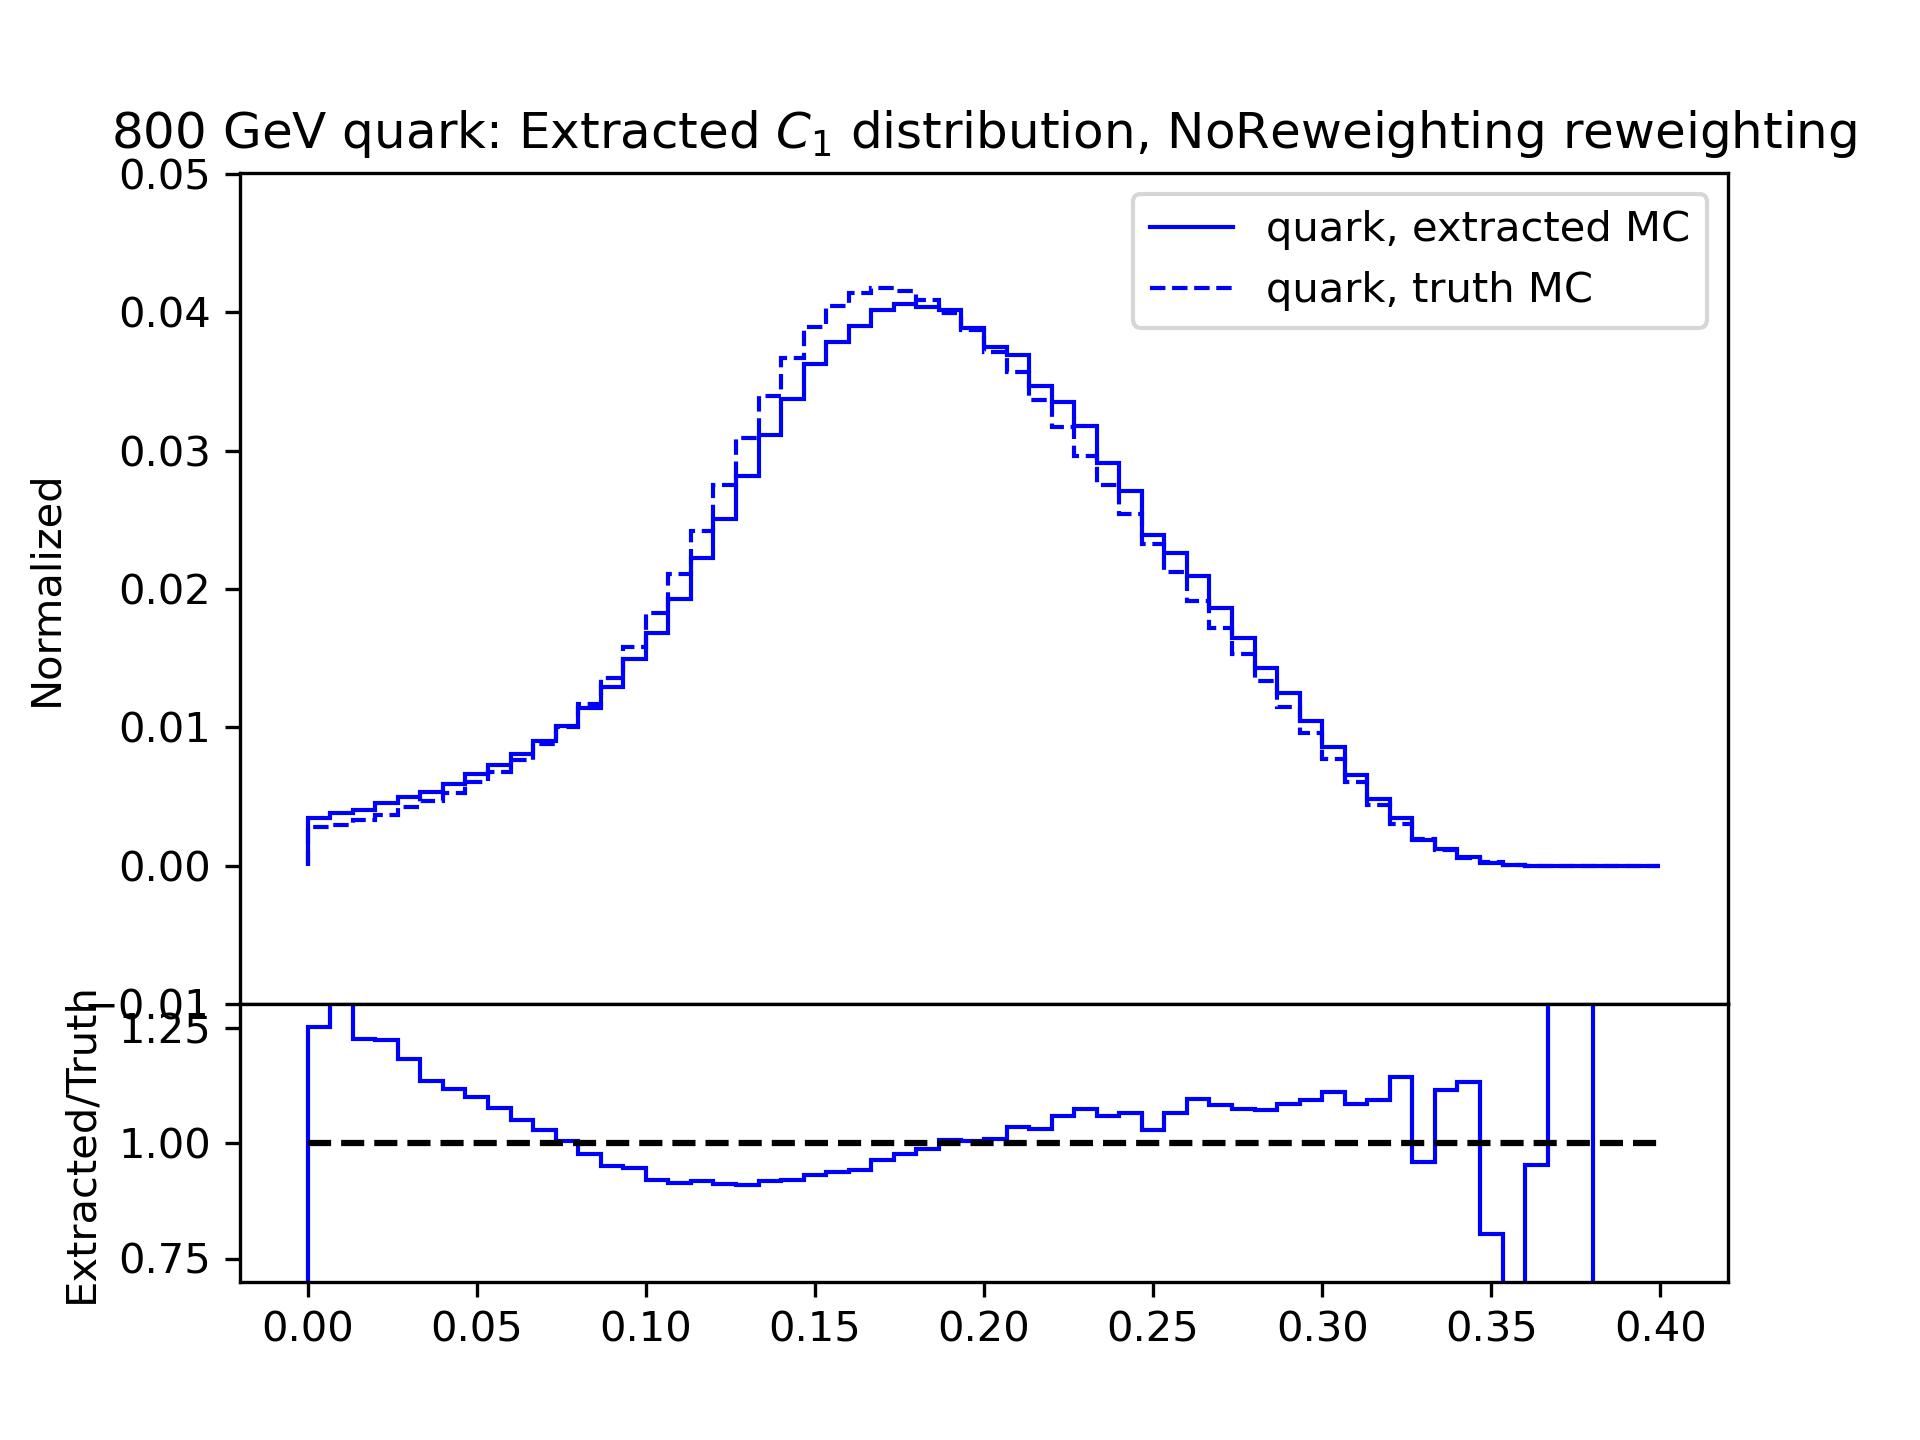 800 GeV quark: Extracted C₁ distribution, NoReweighting reweighting
0.05
0.04
0.03
0.02
0.01
0.00
−0.01
Normalized
quark, extracted MC
quark, truth MC
1.25
1.00
0.75
Extracted/Truth
0.00 0.05 0.10 0.15 0.20 0.25 0.30 0.35 0.40